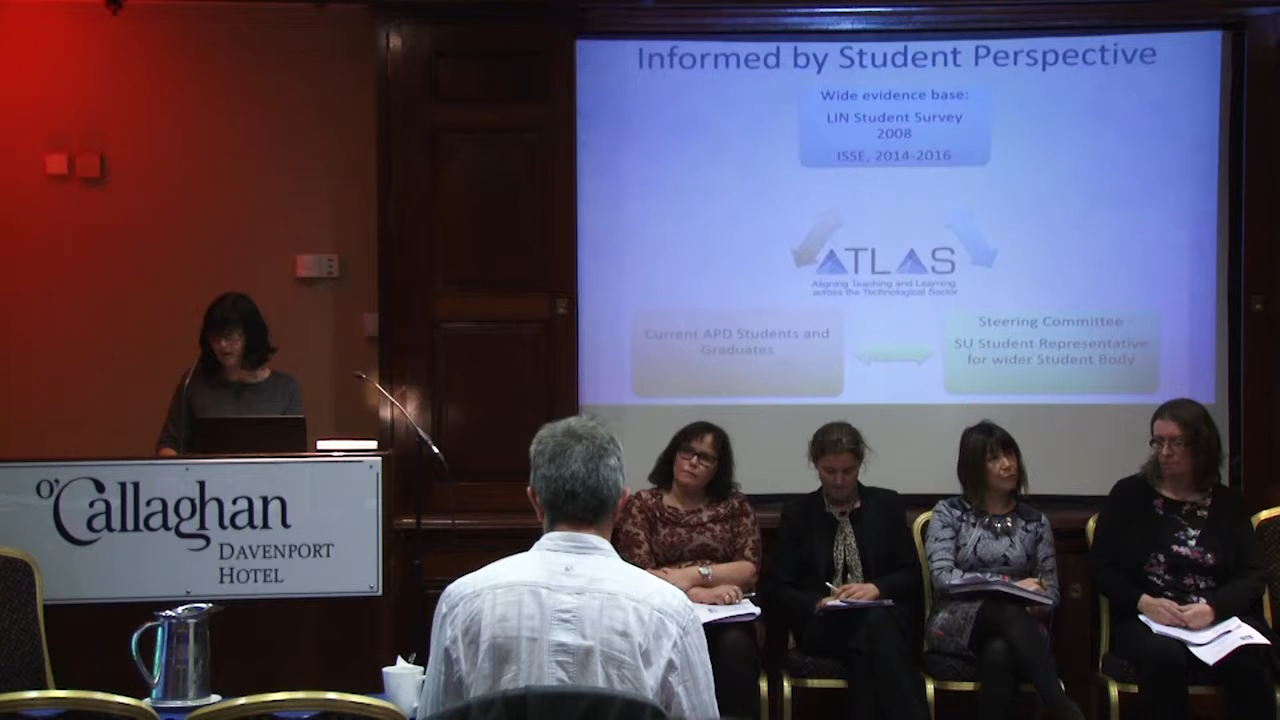 Informed by Student Perspective
Wide evidence base:
LIN Student Survey
2008
ISSE, 2014-2016
ATLAS
Aligning Teaching and Learning
across the Technological Sector
Current APD Students and
Graduates
Steering Committee
SU Student Representative
for wider Student Body
O'Callaghan
DAVENPORT
HOTEL